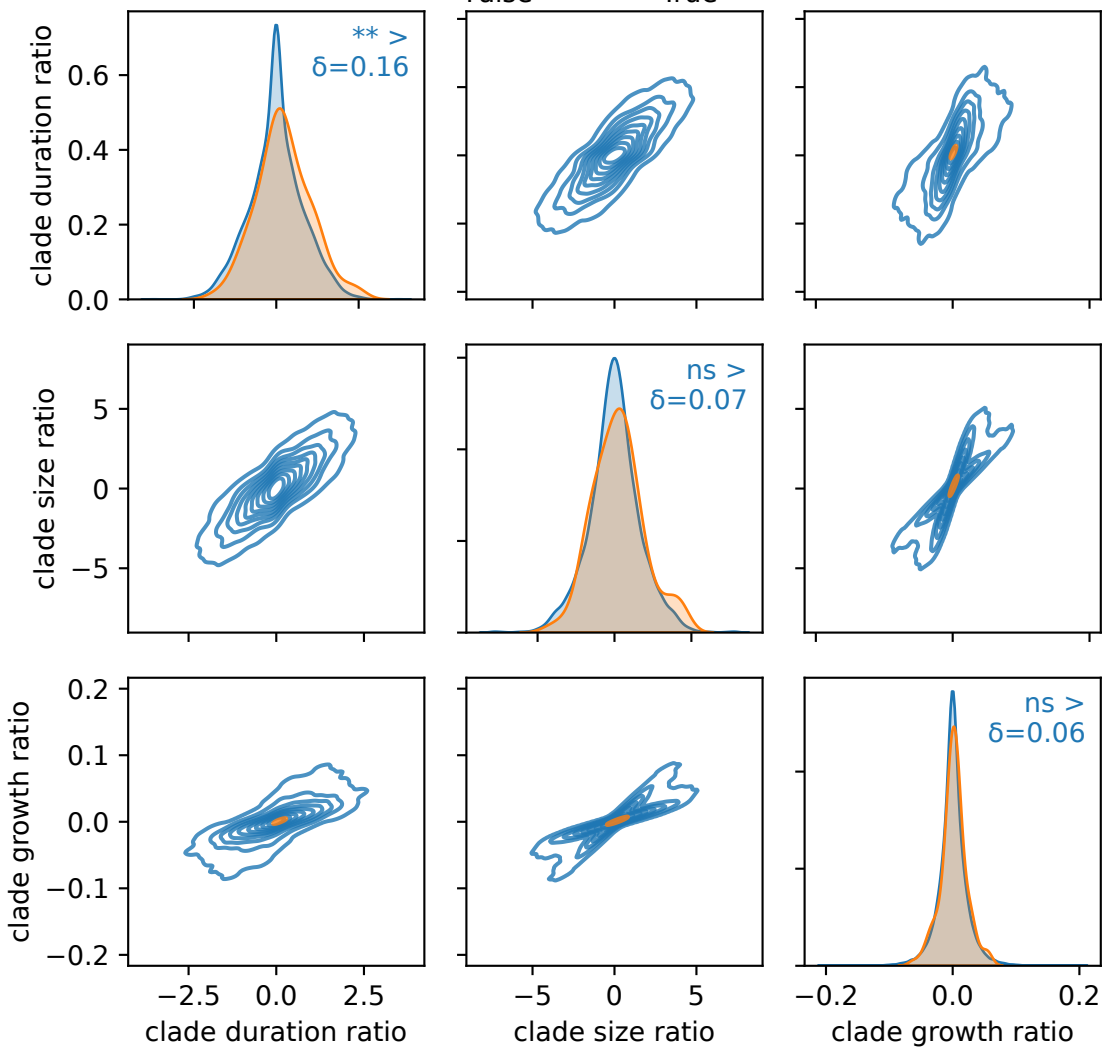 False True
** >
δ=0.16
clade duration ratio
0.6
0.4
0.2
0.0
ns >
δ=0.07
clade size ratio
5
0
−5
ns >
δ=0.06
clade growth ratio
0.2
0.1
0.0
−0.1
−0.2
−2.5 0.0 2.5
−5 0 5
−0.2 0.0 0.2
clade duration ratio
clade size ratio
clade growth ratio